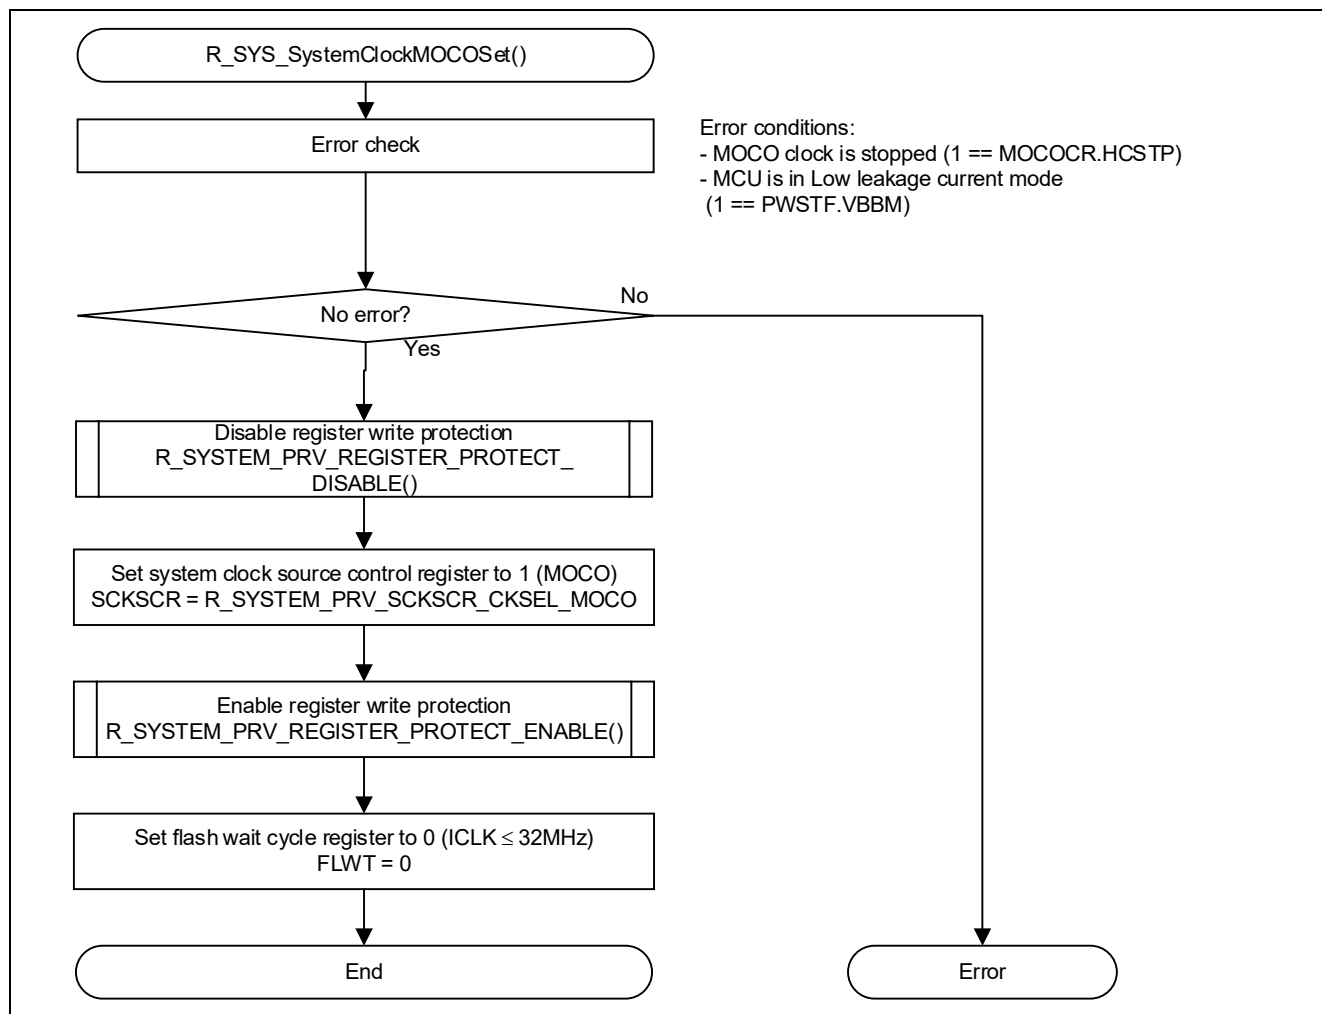 R_SYS_SystemClockMOCOSet()
Error check
Error conditions:
- MOCO clock is stopped (1 == MOCOCR.HCSTP)
- MCU is in Low leakage current mode
(1 == PWSTF.VBBM)
No error?
No
Yes
Disable register write protection
R_SYSTEM_PRV_REGISTER_PROTECT_
DISABLE()
Set system clock source control register to 1 (MOCO)
SCKSCR = R_SYSTEM_PRV_SCKSCR_CKSEL_MOCO
Enable register write protection
R_SYSTEM_PRV_REGISTER_PROTECT_ENABLE()
Set flash wait cycle register to 0 (ICLK ≤ 32MHz)
FLWT = 0
End
Error